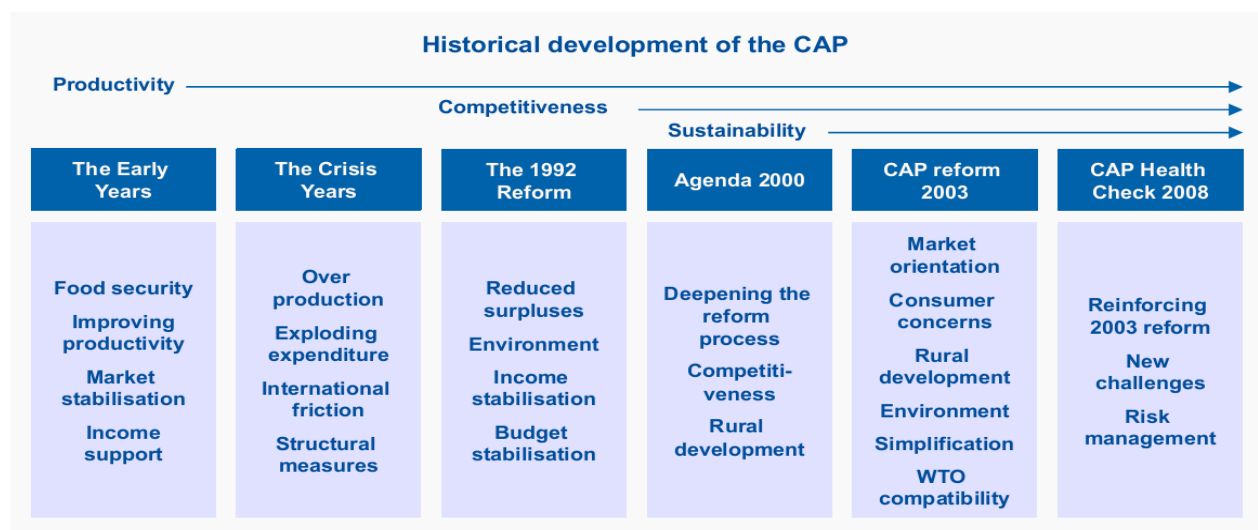 Historical development of the CAP
Productivity
Competitiveness
Sustainability
The Early
Years
The Crisis
Years
The 1992
Reform
Agenda 2000
CAP reform
2003
CAP Health
Check 2008
Food security
Improving
productivity
Market
stabilisation
Income
support
Over
production
Exploding
expenditure
International
friction
Structural
measures
Reduced
surpluses
Environment
Income
stabilisation
Budget
stabilisation
Deepening the
reform
process
Competiti-
veness
Rural
development
Market
orientation
Consumer
concerns
Rural
development
Environment
Simplification
WTO
compatibility
Reinforcing
2003 reform
New
challenges
Risk
management